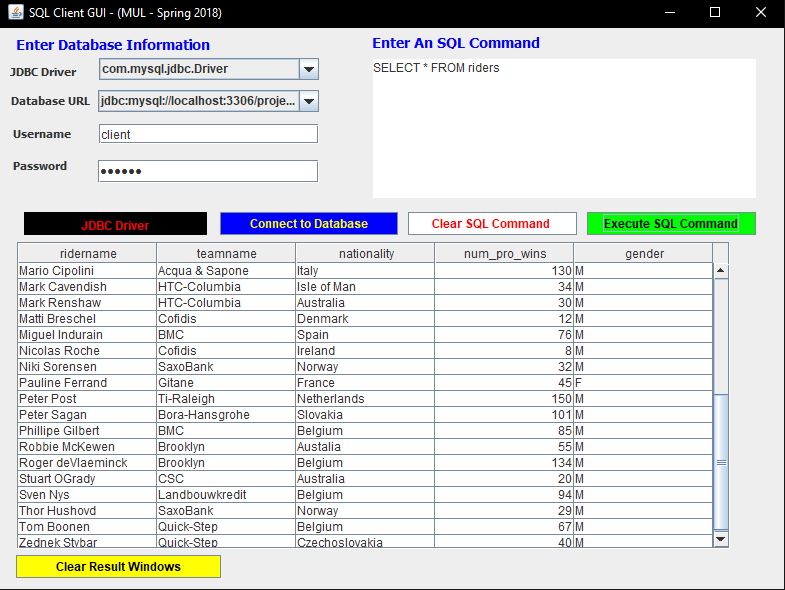 SQL Client GUI - (MUL - Spring 2018)
Enter Database Information
Enter An SQL Command
JDBC Driver com.mysql.jdbc.Driver
SELECT * FROM riders
Database URL jdbc:mysql://localhost:3306/proje...
Username client
Password ••••••
JDBC Driver Connect to Database Clear SQL Command Execute SQL Command
ridername teamname nationality num_pro_wins gender
Mario Cipolini Acqua & Sapone Italy 130 M
Mark Cavendish HTC-Columbia Isle of Man 34 M
Mark Renshaw HTC-Columbia Australia 30 M
Matti Breschel Cofidis Denmark 12 M
Miguel Indurain BMC Spain 76 M
Nicolas Roche Cofidis Ireland 8 M
Niki Sorensen SaxoBank Norway 32 M
Pauline Ferrand Gitane France 45 F
Peter Post Ti-Raleigh Netherlands 150 M
Peter Sagan Bora-Hansgrohe Slovakia 101 M
Phillipe Gilbert BMC Belgium 85 M
Robbie McKewen Brooklyn Austalia 55 M
Roger deVlaeminck Brooklyn Belgium 134 M
Stuart OGrady CSC Australia 20 M
Sven Nys Landbouwkredit Belgium 94 M
Thor Hushovd SaxoBank Norway 29 M
Tom Boonen Quick-Step Belgium 67 M
Zednek Stybar Quick-Step Czechoslovakia 40 M
Clear Result Windows